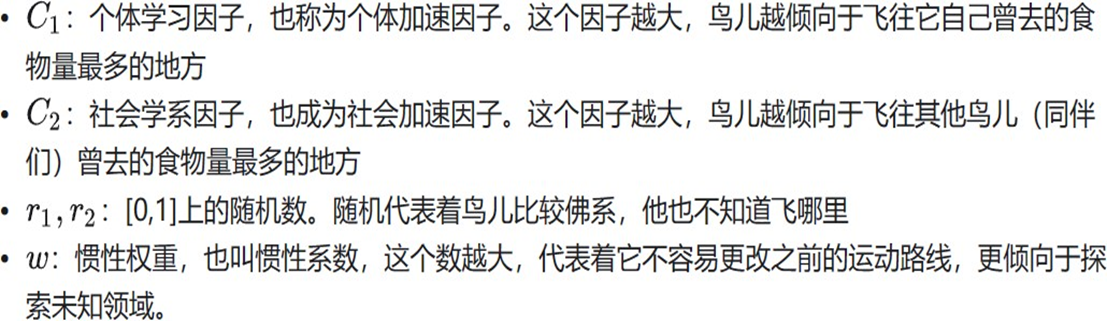 • C₁：个体学习因子，也称为个体加速因子。这个因子越大，鸟儿越倾向于飞往它自己曾去的食
物量最多的地方
• C₂：社会学系因子，也成为社会加速因子。这个因子越大，鸟儿越倾向于飞往其他鸟儿（同伴
们）曾去的食物量最多的地方
• r₁, r₂：[0,1]上的随机数。随机代表着鸟儿比较佛系，他也不知道飞哪里
• w：惯性权重，也叫惯性系数，这个数越大，代表着它不容易更改之前的运动路线，更倾向于探
索未知领域。